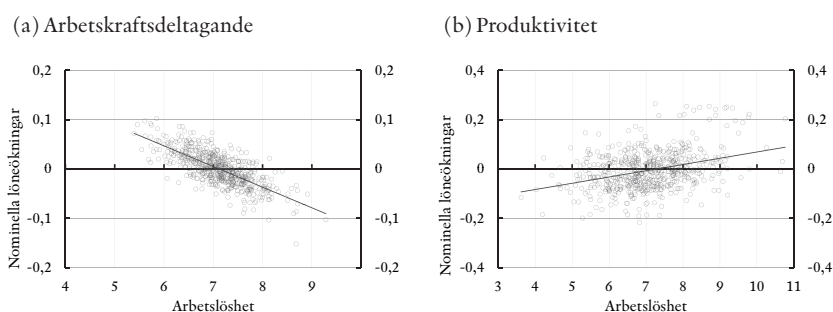 (a) Arbetskraftsdeltagande
(b) Produktivitet
Nominella löneökningar
0,2
0,1
0
-0,1
-0,2
0,2
0,1
0
-0,1
-0,2
4 5 6 7 8 9
Arbetslöshet
Nominella löneökningar
0,4
0,2
0
-0,2
-0,4
0,4
0,2
0
-0,2
-0,4
3 4 5 6 7 8 9 10 11
Arbetslöshet